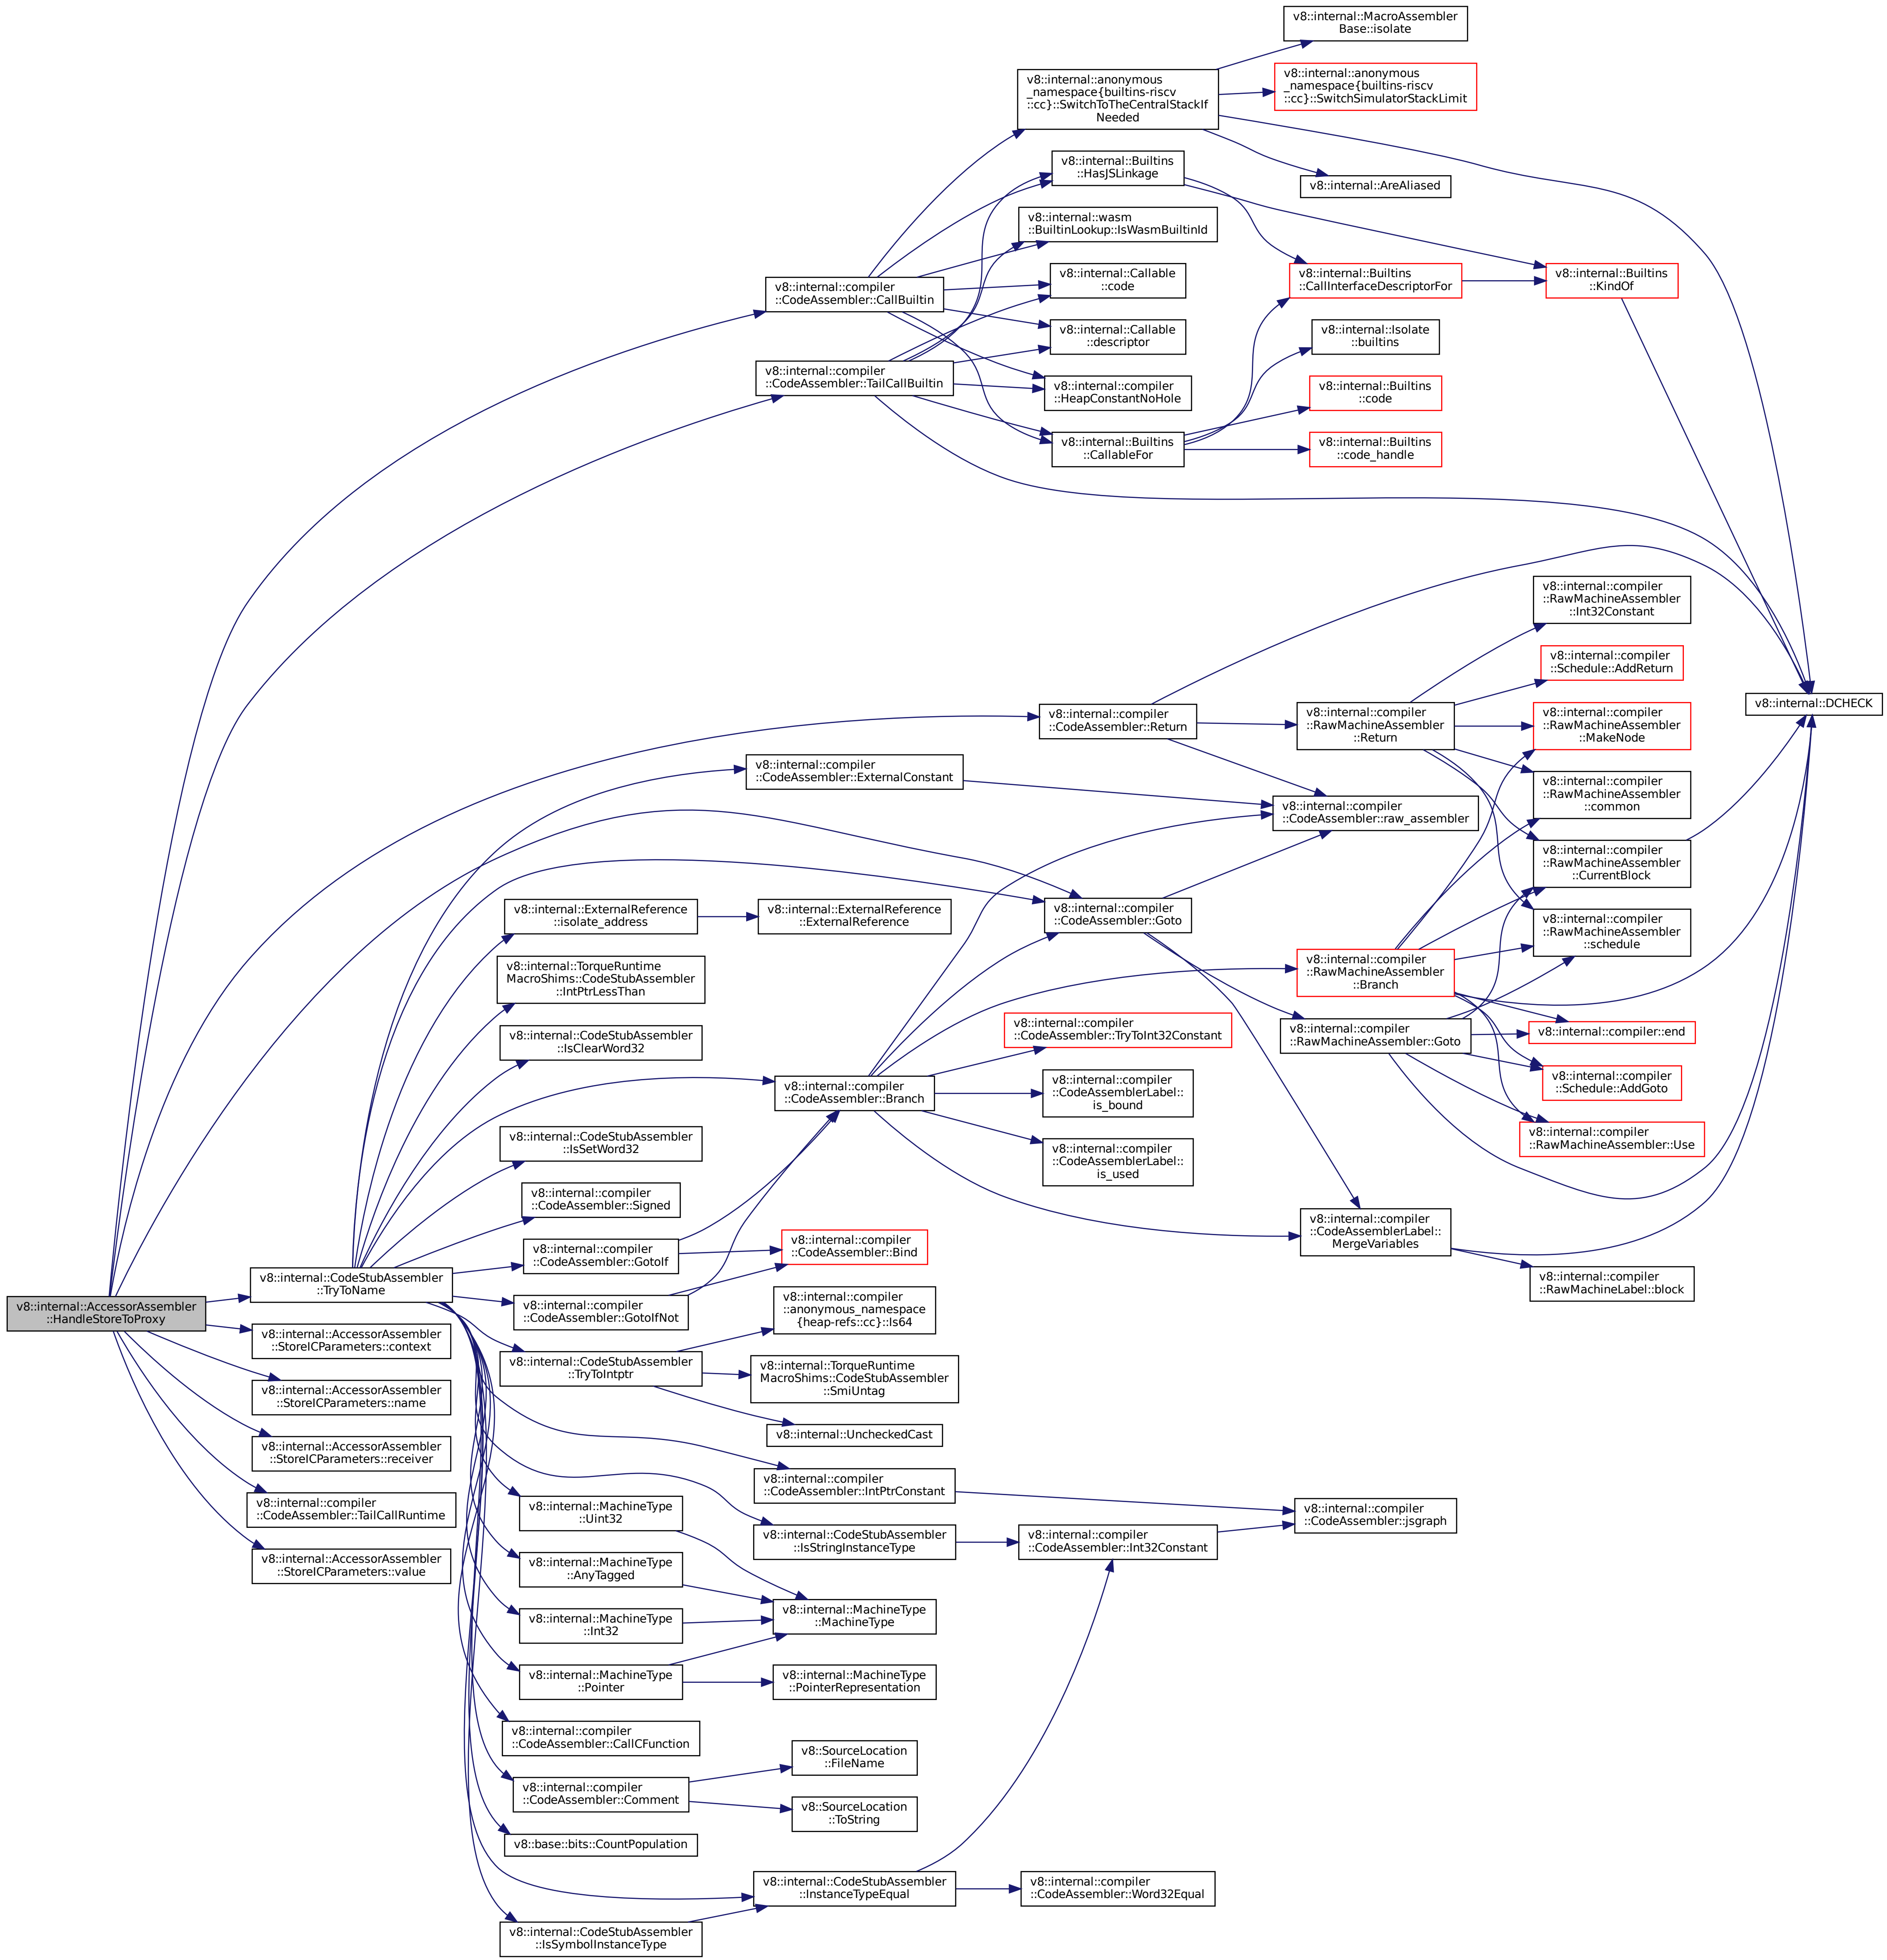 v8::internal::MacroAssembler
Base::isolate
v8::internal::anonymous
_namespace{builtins-riscv
::cc}::SwitchToTheCentralStackIf
Needed
v8::internal::anonymous
_namespace{builtins-riscv
::cc}::SwitchSimulatorStackLimit
v8::internal::AreAliased
v8::internal::Builtins
::HasJSLinkage
v8::internal::wasm
::BuiltinLookup::IsWasmBuiltinId
v8::internal::compiler
::CodeAssembler::CallBuiltin
v8::internal::Callable
::code
v8::internal::Builtins
::CallInterfaceDescriptorFor
v8::internal::Builtins
::KindOf
v8::internal::Callable
::descriptor
v8::internal::Isolate
::builtins
v8::internal::compiler
::CodeAssembler::TailCallBuiltin
v8::internal::compiler
::HeapConstantNoHole
v8::internal::Builtins
::code
v8::internal::Builtins
::CallableFor
v8::internal::Builtins
::code_handle
v8::internal::compiler
::RawMachineAssembler
::Int32Constant
v8::internal::compiler
::Schedule::AddReturn
v8::internal::compiler
::CodeAssembler::Return
v8::internal::compiler
::RawMachineAssembler
::Return
v8::internal::compiler
::RawMachineAssembler
::MakeNode
v8::internal::DCHECK
v8::internal::compiler
::CodeAssembler::ExternalConstant
v8::internal::compiler
::RawMachineAssembler
::common
v8::internal::compiler
::CodeAssembler::raw_assembler
v8::internal::compiler
::RawMachineAssembler
::CurrentBlock
v8::internal::ExternalReference
::isolate_address
v8::internal::ExternalReference
::ExternalReference
v8::internal::compiler
::CodeAssembler::Goto
v8::internal::compiler
::RawMachineAssembler
::schedule
v8::internal::TorqueRuntime
MacroShims::CodeStubAssembler
::IntPtrLessThan
v8::internal::compiler
::RawMachineAssembler
::Branch
v8::internal::CodeStubAssembler
::IsClearWord32
v8::internal::compiler
::CodeAssembler::TryToInt32Constant
v8::internal::compiler
::RawMachineAssembler::Goto
v8::internal::compiler::end
v8::internal::compiler
::CodeAssembler::Branch
v8::internal::compiler
::CodeAssemblerLabel::
is_bound
v8::internal::compiler
::Schedule::AddGoto
v8::internal::CodeStubAssembler
::IsSetWord32
v8::internal::compiler
::CodeAssemblerLabel::
is_used
v8::internal::compiler
::RawMachineAssembler::Use
v8::internal::compiler
::CodeAssembler::Signed
v8::internal::compiler
::CodeAssembler::GotoIf
v8::internal::compiler
::CodeAssembler::Bind
v8::internal::compiler
::CodeAssemblerLabel::
MergeVariables
v8::internal::AccessorAssembler
::HandleStoreToProxy
v8::internal::CodeStubAssembler
::TryToName
v8::internal::compiler
::CodeAssembler::GotoIfNot
v8::internal::compiler
::anonymous_namespace
{heap-refs::cc}::Is64
v8::internal::compiler
::RawMachineLabel::block
v8::internal::AccessorAssembler
::StoreICParameters::context
v8::internal::CodeStubAssembler
::TryToIntptr
v8::internal::TorqueRuntime
MacroShims::CodeStubAssembler
::SmiUntag
v8::internal::AccessorAssembler
::StoreICParameters::name
v8::internal::UncheckedCast
v8::internal::AccessorAssembler
::StoreICParameters::receiver
v8::internal::compiler
::CodeAssembler::IntPtrConstant
v8::internal::compiler
::CodeAssembler::TailCallRuntime
v8::internal::MachineType
::Uint32
v8::internal::CodeStubAssembler
::IsStringInstanceType
v8::internal::compiler
::CodeAssembler::Int32Constant
v8::internal::compiler
::CodeAssembler::jsgraph
v8::internal::AccessorAssembler
::StoreICParameters::value
v8::internal::MachineType
::AnyTagged
v8::internal::MachineType
::Int32
v8::internal::MachineType
::MachineType
v8::internal::MachineType
::Pointer
v8::internal::MachineType
::PointerRepresentation
v8::internal::compiler
::CodeAssembler::CallCFunction
v8::internal::compiler
::CodeAssembler::Comment
v8::SourceLocation
::FileName
v8::SourceLocation
::ToString
v8::base::bits::CountPopulation
v8::internal::CodeStubAssembler
::InstanceTypeEqual
v8::internal::compiler
::CodeAssembler::Word32Equal
v8::internal::CodeStubAssembler
::IsSymbolInstanceType